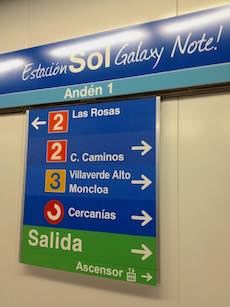 Estación Sol Galaxy Note!
Andén 1
2 Las Rosas
2 C. Caminos
3 Villaverde Alto
Moncloa
Cercanías
Salida
Ascensor